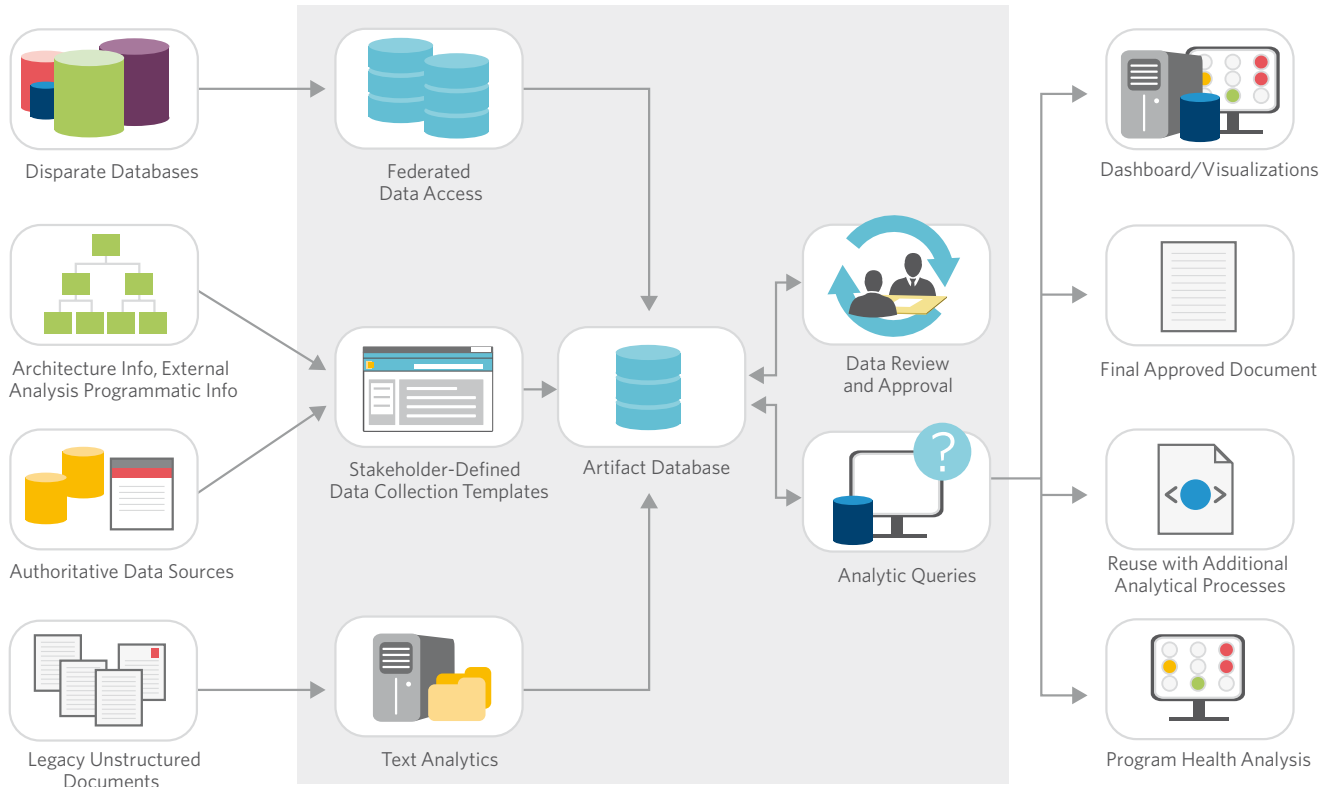 Disparate Databases
Federated
Data Access
Dashboard/Visualizations
Architecture Info, External
Analysis Programmatic Info
Data Review
and Approval
Final Approved Document
Stakeholder-Defined
Data Collection Templates
Artifact Database
?
Authoritative Data Sources
Analytic Queries
< >
Reuse with Additional
Analytical Processes
Legacy Unstructured
Documents
Text Analytics
Program Health Analysis